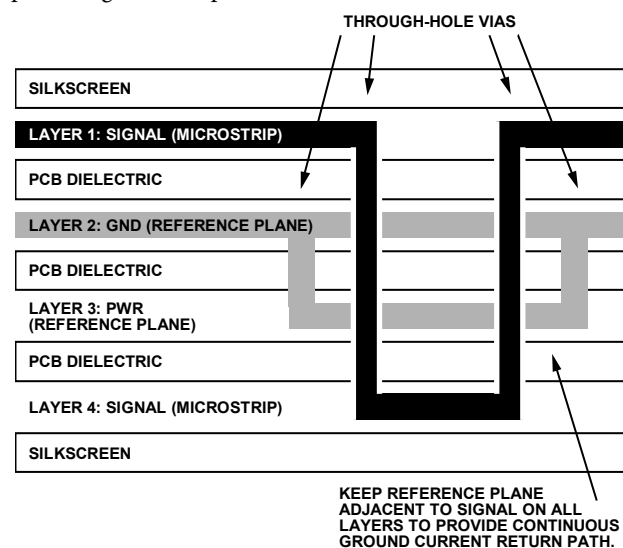 THROUGH-HOLE VIAS
SILKSCREEN
LAYER 1: SIGNAL (MICROSTRIP)
PCB DIELECTRIC
LAYER 2: GND (REFERENCE PLANE)
PCB DIELECTRIC
LAYER 3: PWR
(REFERENCE PLANE)
PCB DIELECTRIC
LAYER 4: SIGNAL (MICROSTRIP)
SILKSCREEN
KEEP REFERENCE PLANE
ADJACENT TO SIGNAL ON ALL
LAYERS TO PROVIDE CONTINUOUS
GROUND CURRENT RETURN PATH.